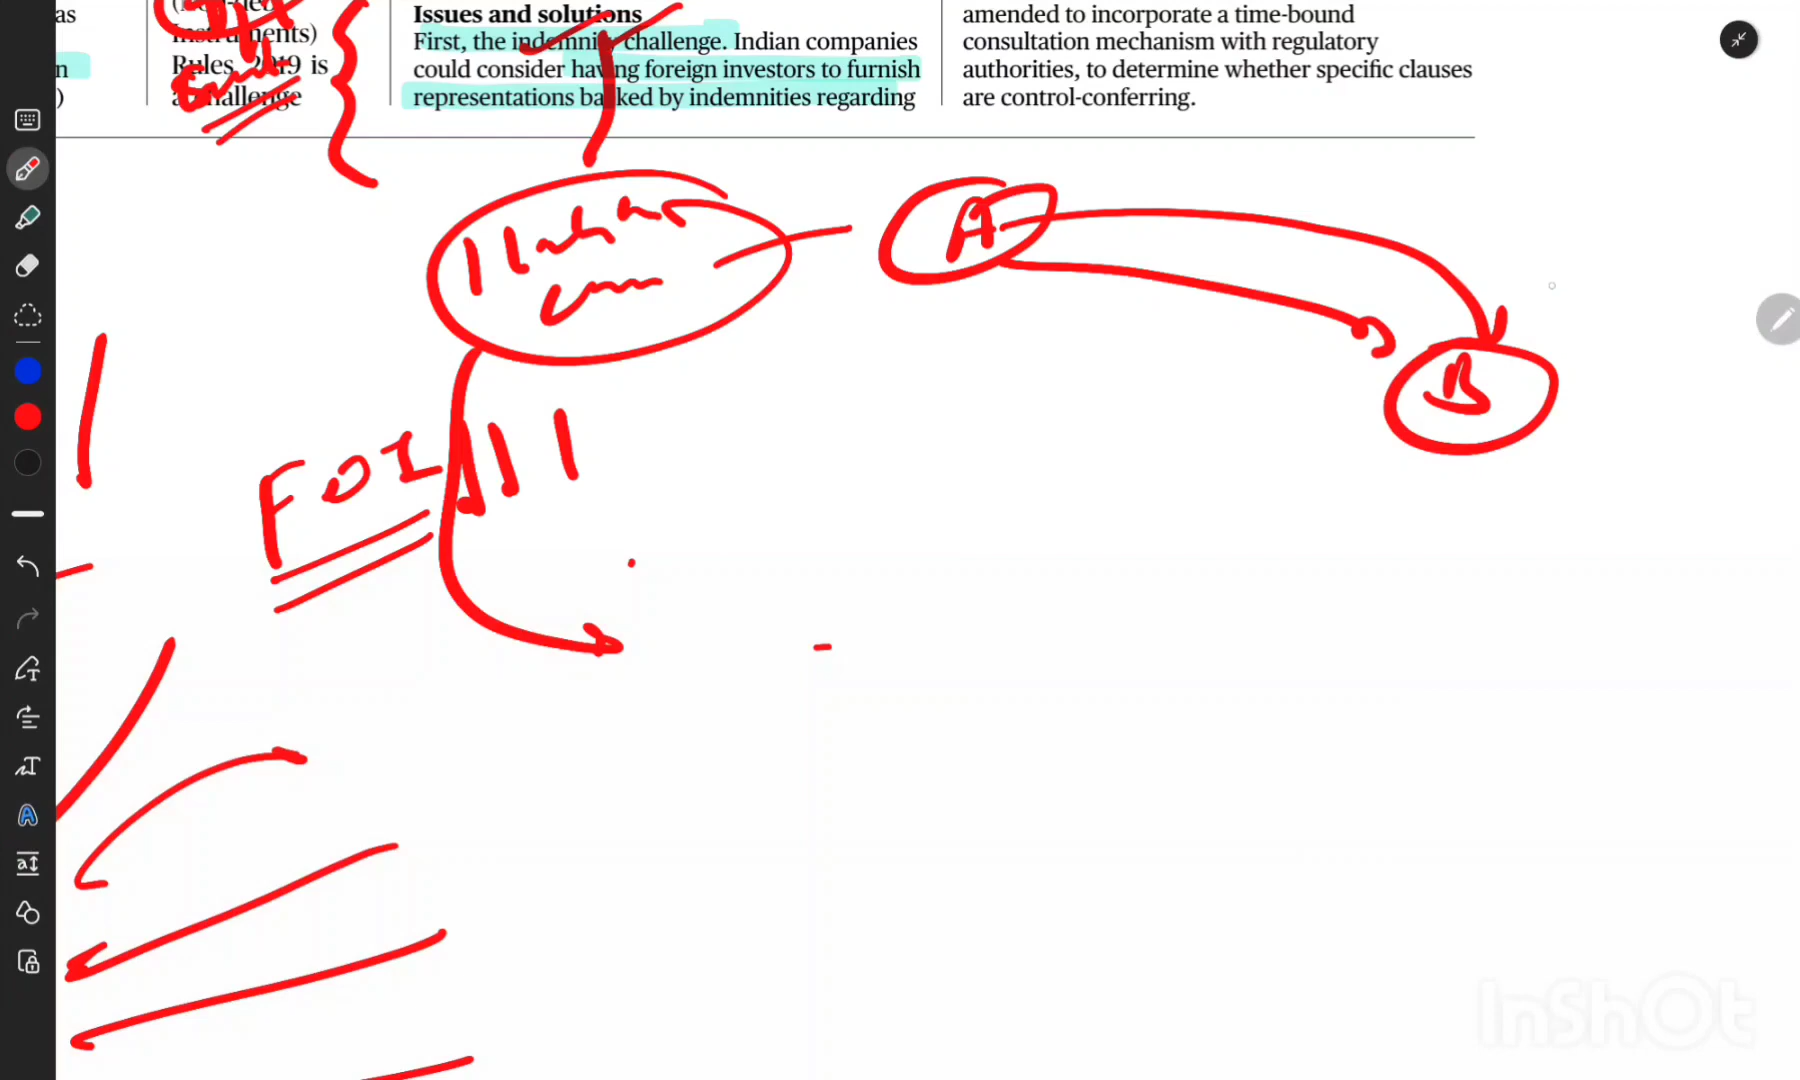 as
n
)
Instruments)
Rules, 2019 is
a challenge
Issues and solutions
First, the indemnity challenge. Indian companies
could consider having foreign investors to furnish
representations backed by indemnities regarding
amended to incorporate a time-bound
consultation mechanism with regulatory
authorities, to determine whether specific clauses
are control-conferring.
A
B
FDI
InShOt